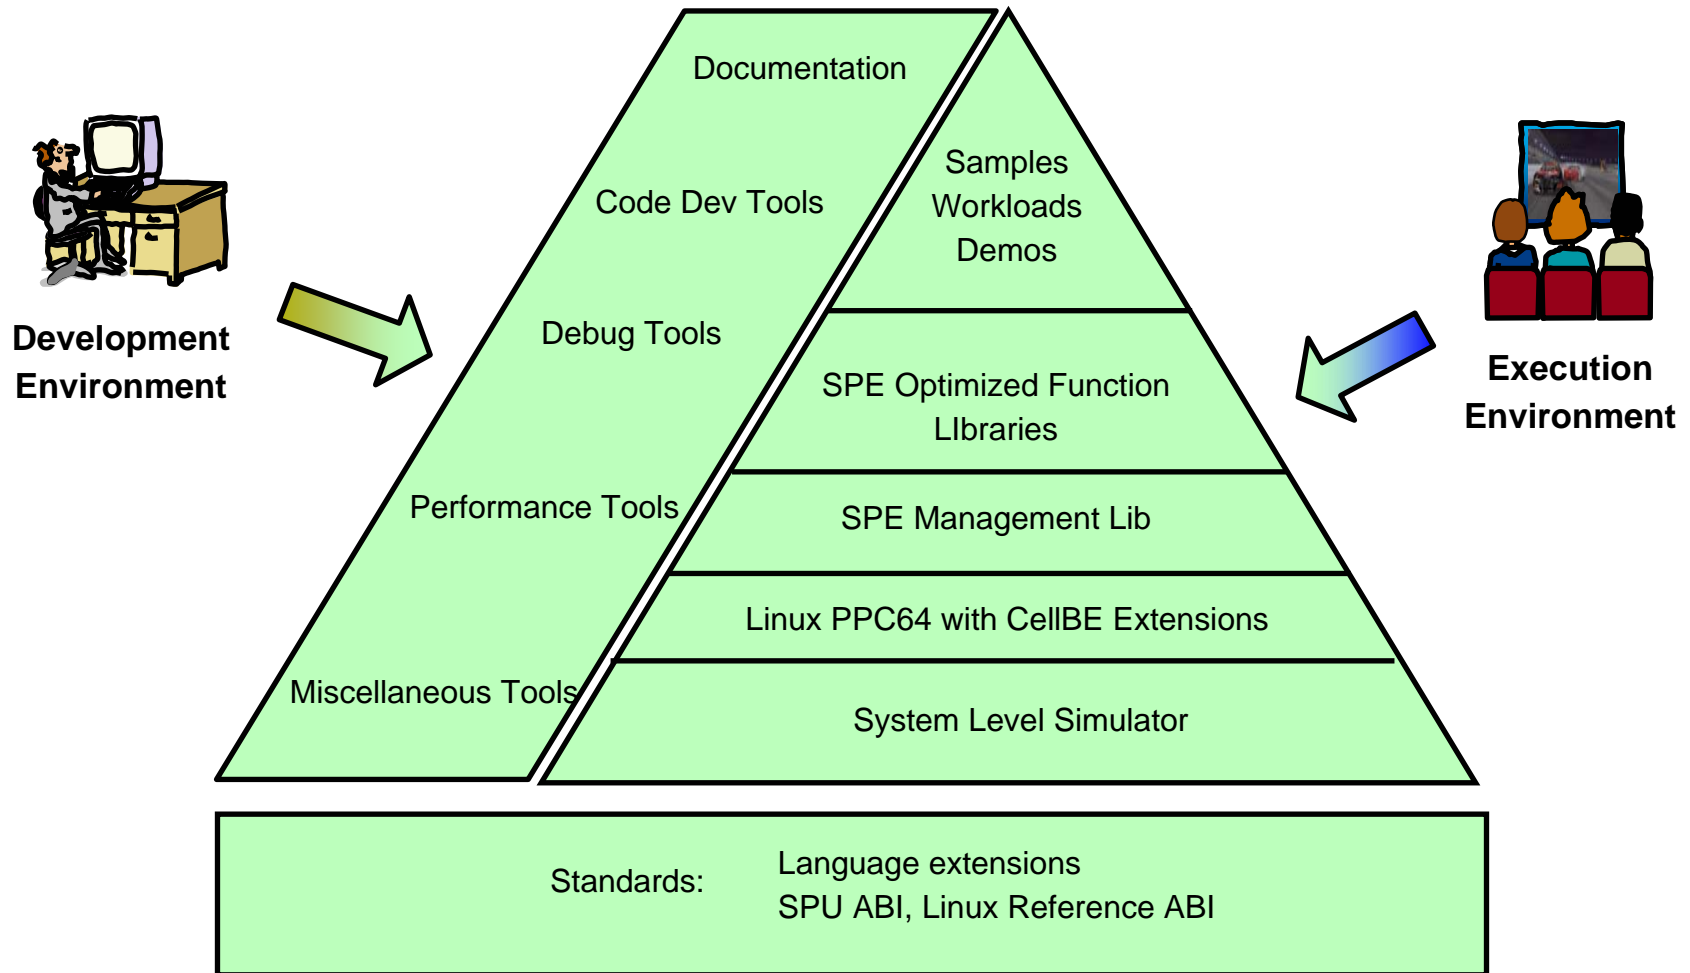 Documentation
Code Dev Tools
Debug Tools
Performance Tools
Miscellaneous Tools
Samples
Workloads
Demos
SPE Optimized Function
LIbraries
SPE Management Lib
Linux PPC64 with CellBE Extensions
System Level Simulator
Development
Environment
Execution
Environment
Standards:
Language extensions
SPU ABI, Linux Reference ABI